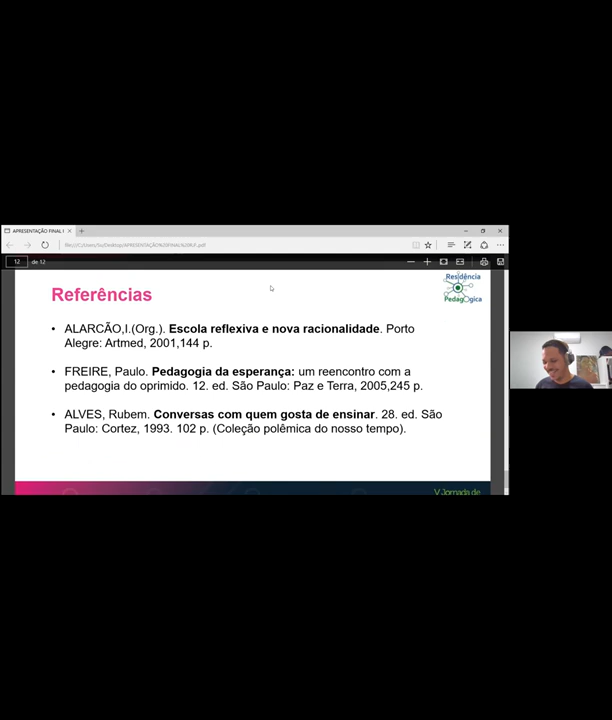 APRESENTAÇÃO FINAL
12 de 12
Residência
Pedagógica
Referências
• ALARCÃO,I.(Org.). Escola reflexiva e nova racionalidade. Porto
Alegre: Artmed, 2001,144 p.
• FREIRE, Paulo. Pedagogia da esperança: um reencontro com a
pedagogia do oprimido. 12. ed. São Paulo: Paz e Terra, 2005,245 p.
• ALVES, Rubem. Conversas com quem gosta de ensinar. 28. ed. São
Paulo: Cortez, 1993. 102 p. (Coleção polêmica do nosso tempo).
V Jornada de